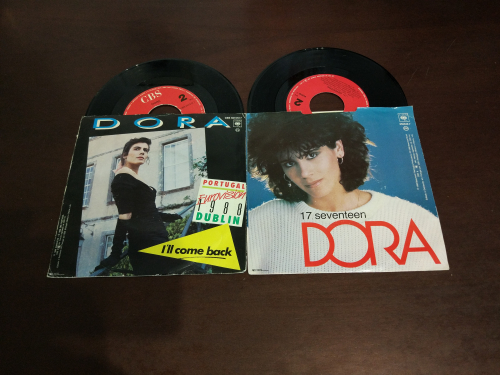 CBS
DORA
PORTUGAL
EUROVISION
1988
DUBLIN
I'll come back
17 seventeen
DORA